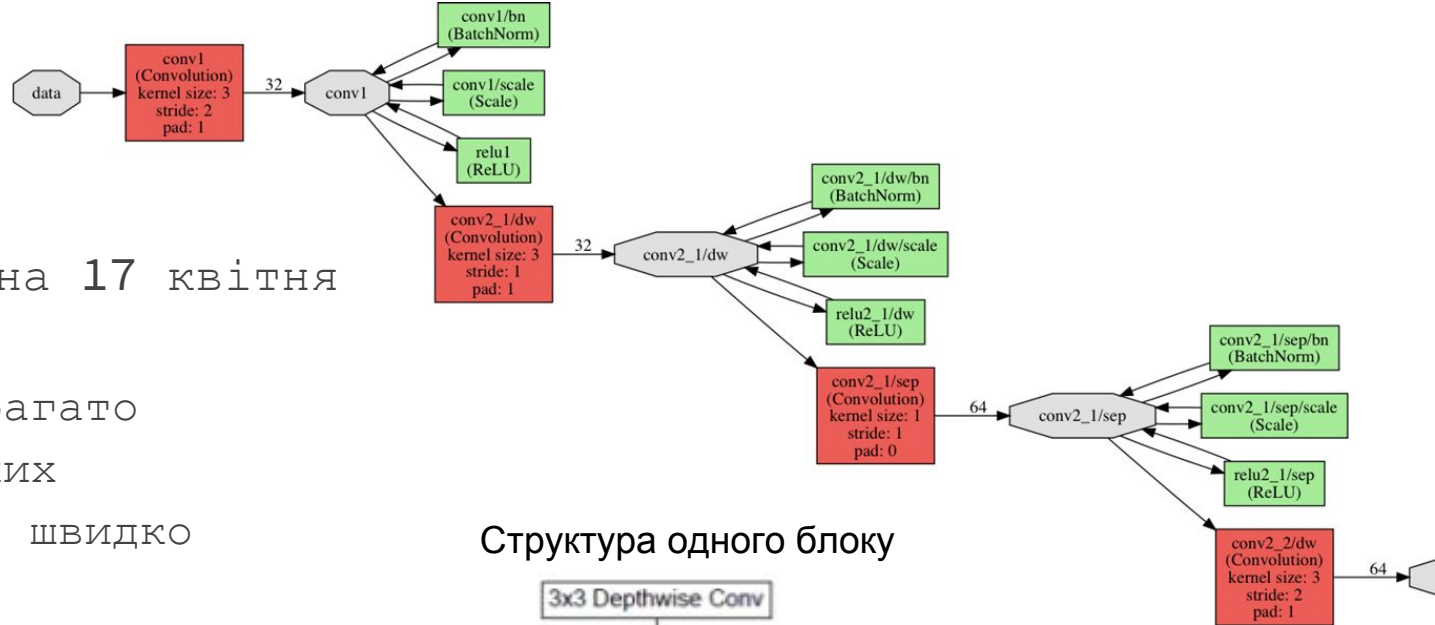 conv1/bn
(BatchNorm)
conv1
(Convolution)
kernel size: 3
stride: 2
pad: 1
data
32
conv1
conv1/scale
(Scale)
relu1
(ReLU)
conv2_1/dw/bn
(BatchNorm)
conv2_1/dw
(Convolution)
kernel size: 3
stride: 1
pad: 1
32
conv2_1/dw
conv2_1/dw/scale
(Scale)
на 17 квітня
relu2_1/dw
(ReLU)
conv2_1/sep/bn
(BatchNorm)
conv2_1/sep
(Convolution)
kernel size: 1
stride: 1
pad: 0
64
conv2_1/sep
conv2_1/sep/scale
(Scale)
багато
ких
швидко
relu2_1/sep
(ReLU)
Структура одного блоку
conv2_2/dw
(Convolution)
kernel size: 3
stride: 2
pad: 1
64
3x3 Depthwise Conv